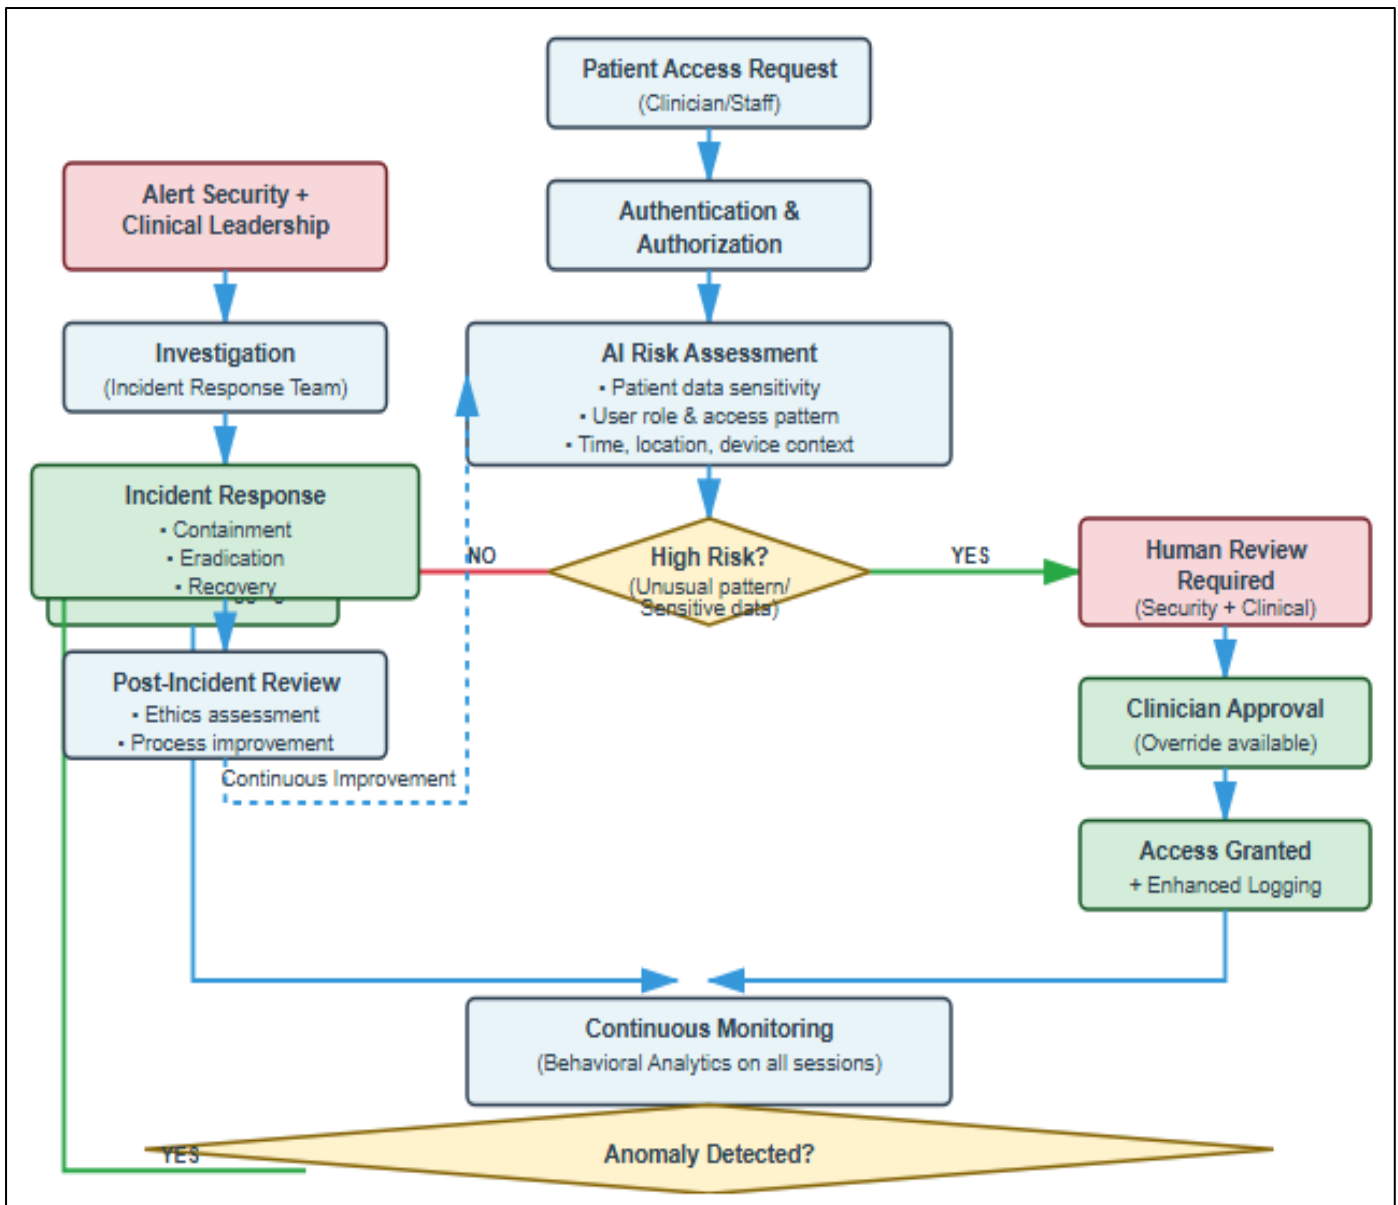 Patient Access Request
(Clinician/Staff)
Alert Security +
Clinical Leadership
Authentication &
Authorization
Investigation
(Incident Response Team)
AI Risk Assessment
▪ Patient data sensitivity
▪ User role & access pattern
▪ Time, location, device context
Incident Response
▪ Containment
▪ Eradication
▪ Recovery
NO
High Risk?
(Unusual pattern/
Sensitive data)
YES
Human Review
Required
(Security + Clinical)
Post-Incident Review
▪ Ethics assessment
▪ Process improvement
Continuous Improvement
Clinician Approval
(Override available)
Access Granted
+ Enhanced Logging
Continuous Monitoring
(Behavioral Analytics on all sessions)
YES
Anomaly Detected?